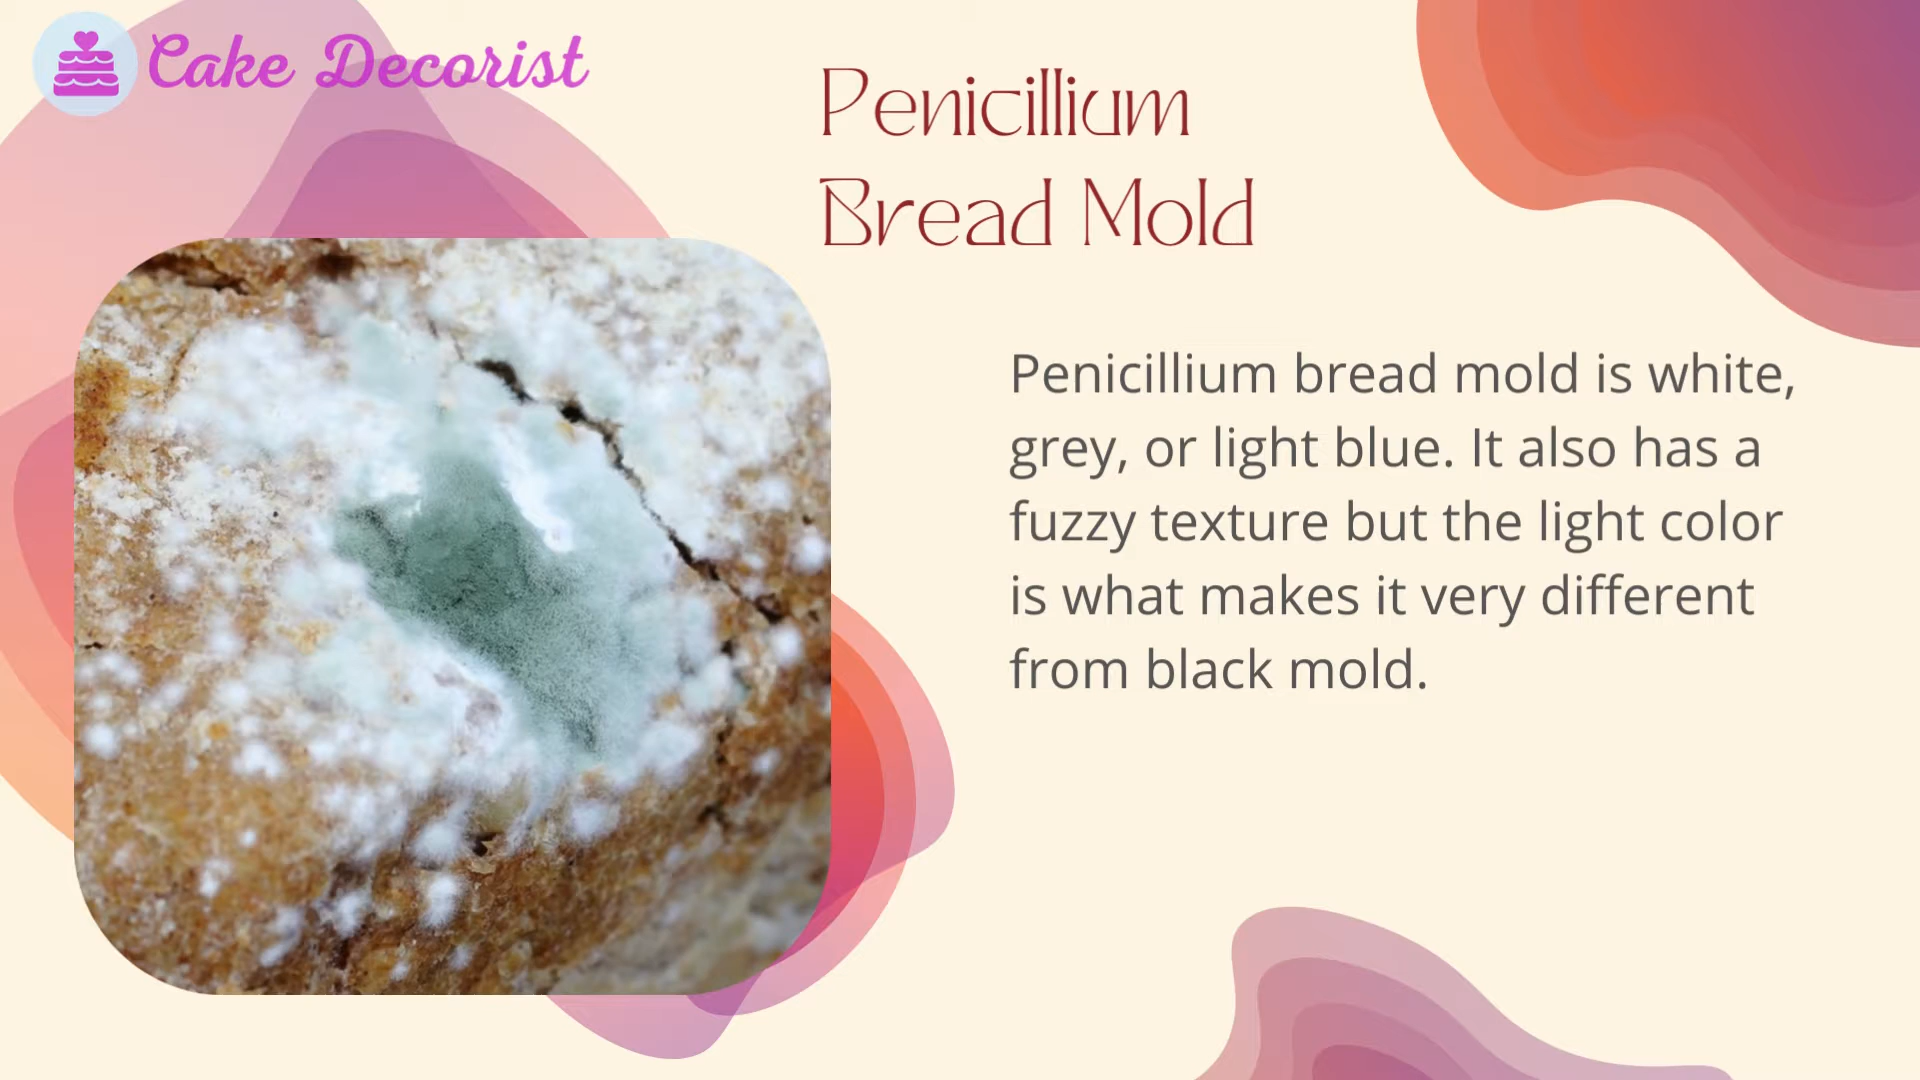 Cake Decorist
Penicillium
Bread Mold
Penicillium bread mold is white,
grey, or light blue. It also has a
fuzzy texture but the light color
is what makes it very different
from black mold.